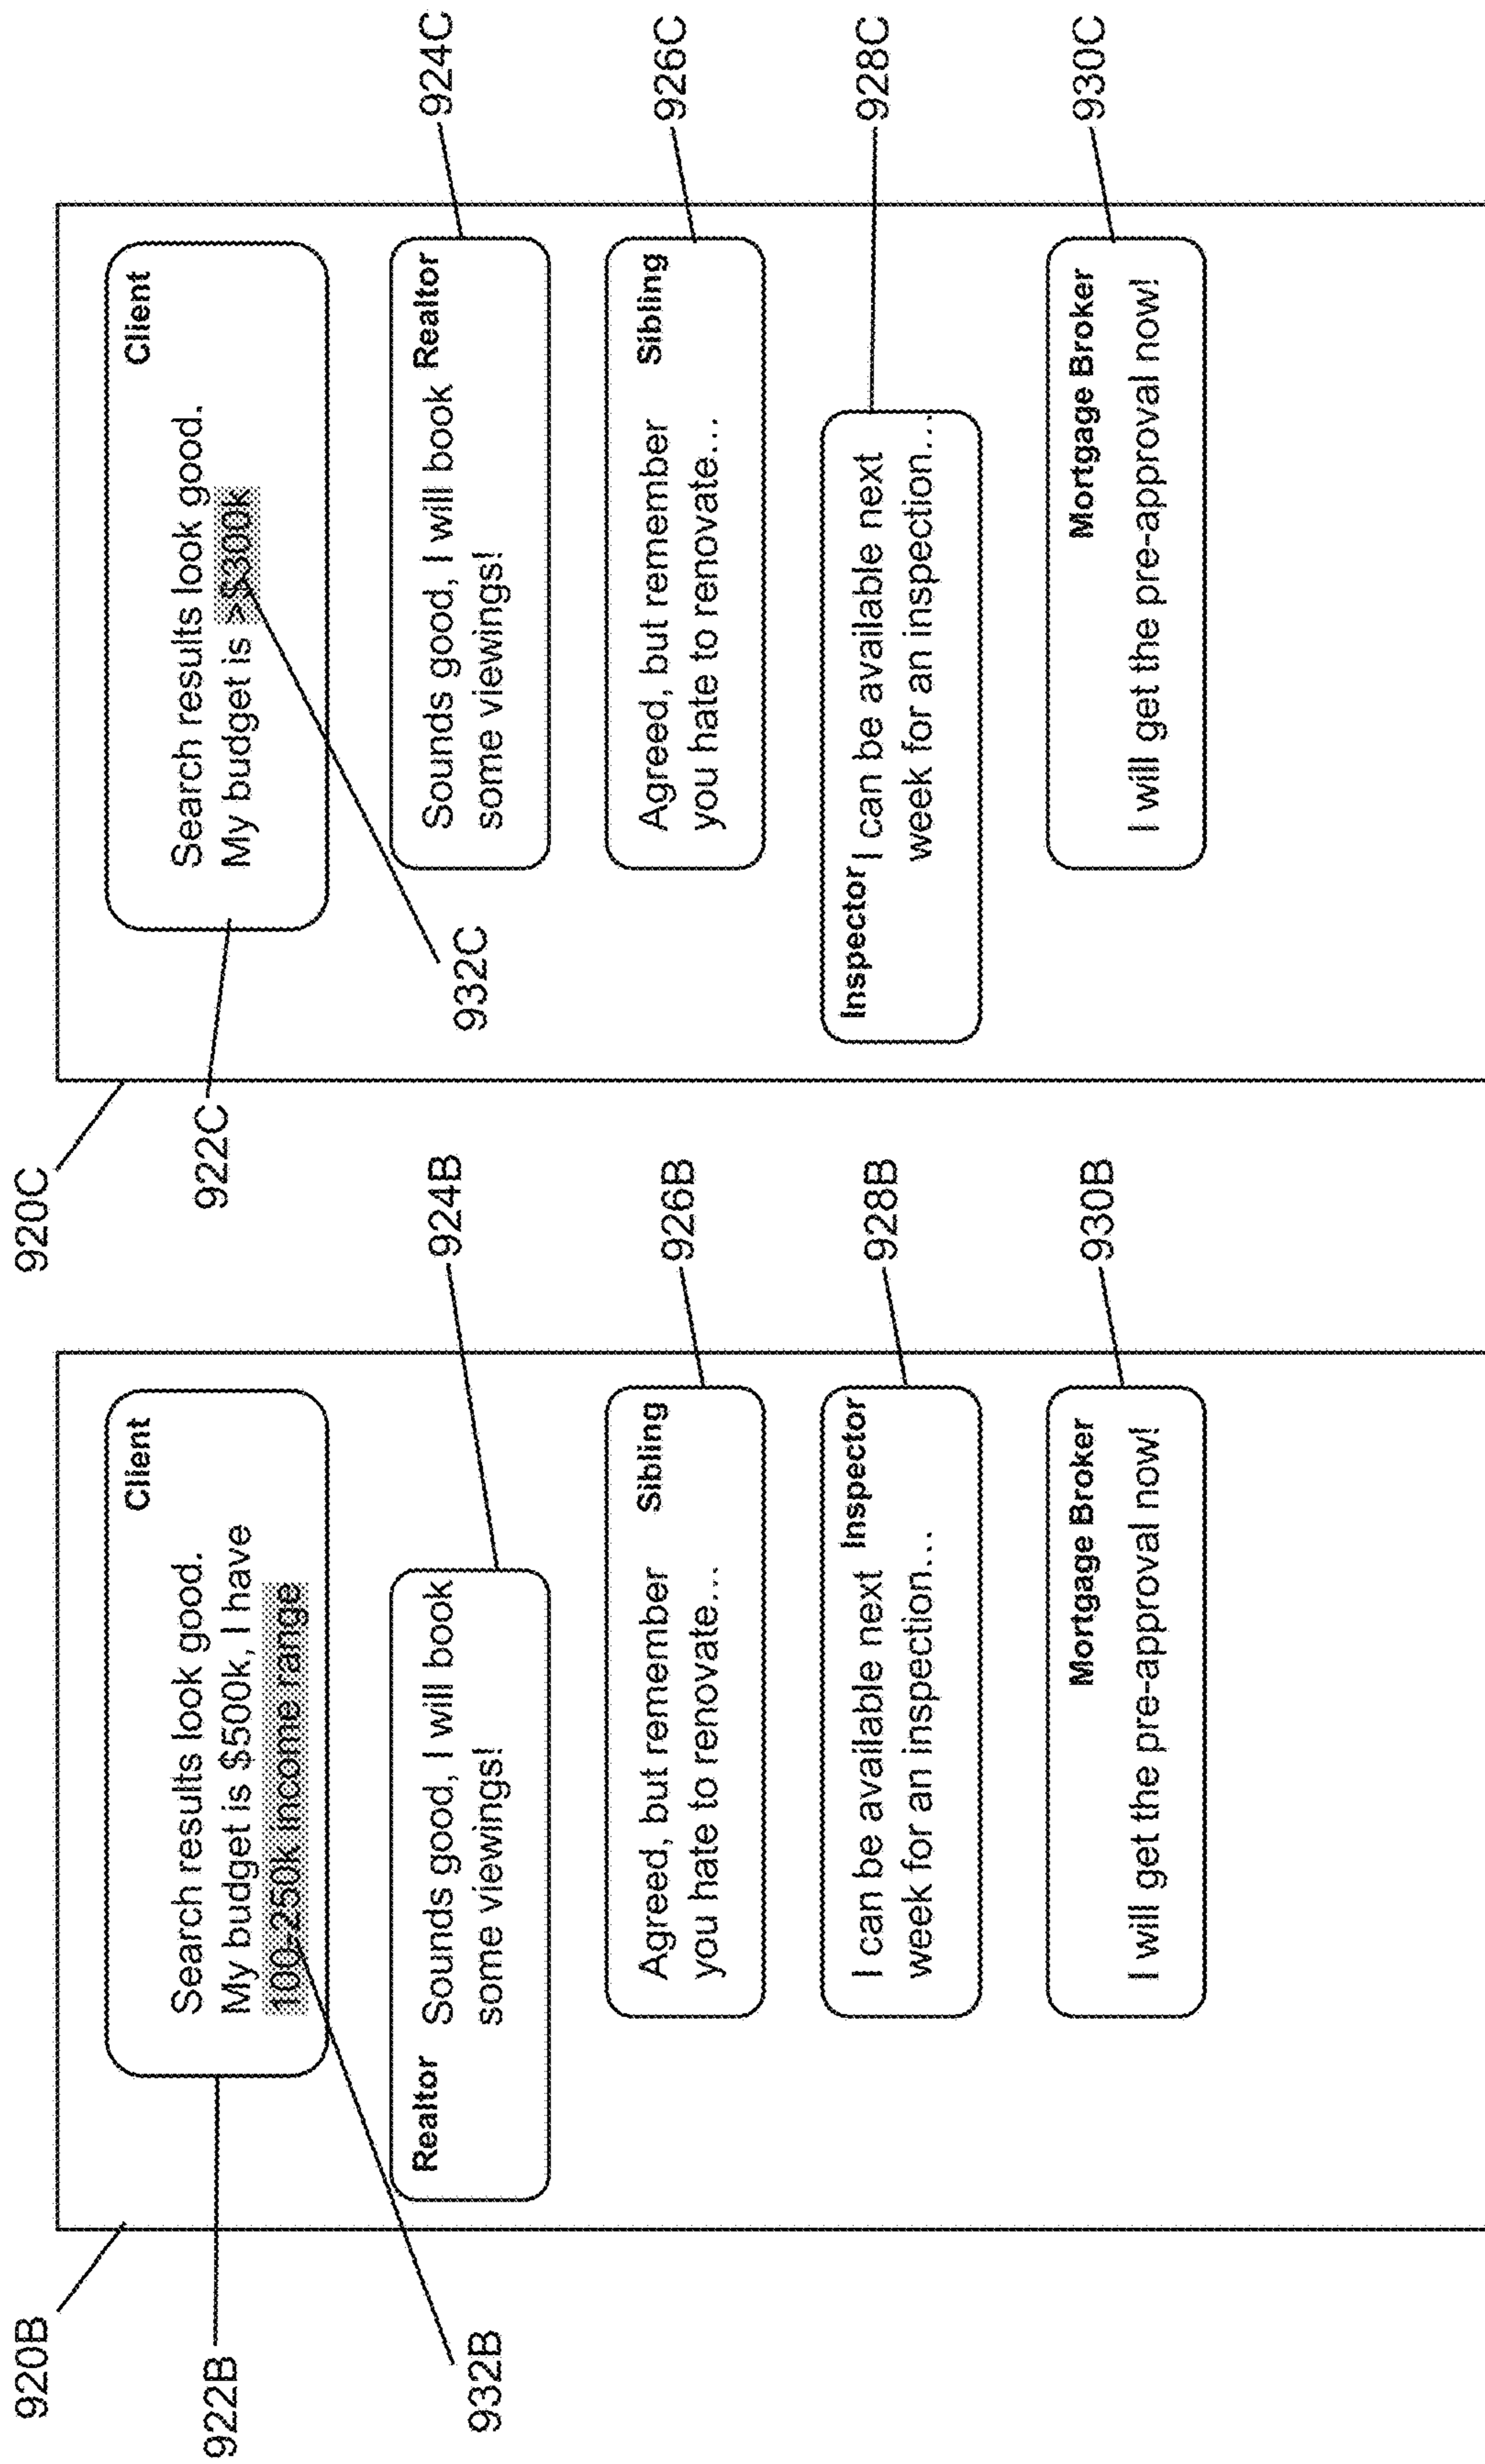 920B
922B
Client
Search results look good.
My budget is $500k, I have
100-250k income range
932B
Realtor
Sounds good, I will book
some viewings!
924B
Sibling
Agreed, but remember
you hate to renovate...
926B
Inspector
I can be available next
week for an inspection...
928B
Mortgage Broker
I will get the pre-approval now!
930B
920C
922C
Client
Search results look good.
My budget is >$300k
932C
Realtor
Sounds good, I will book
some viewings!
924C
Sibling
Agreed, but remember
you hate to renovate...
926C
Inspector
I can be available next
week for an inspection...
928C
Mortgage Broker
I will get the pre-approval now!
930C